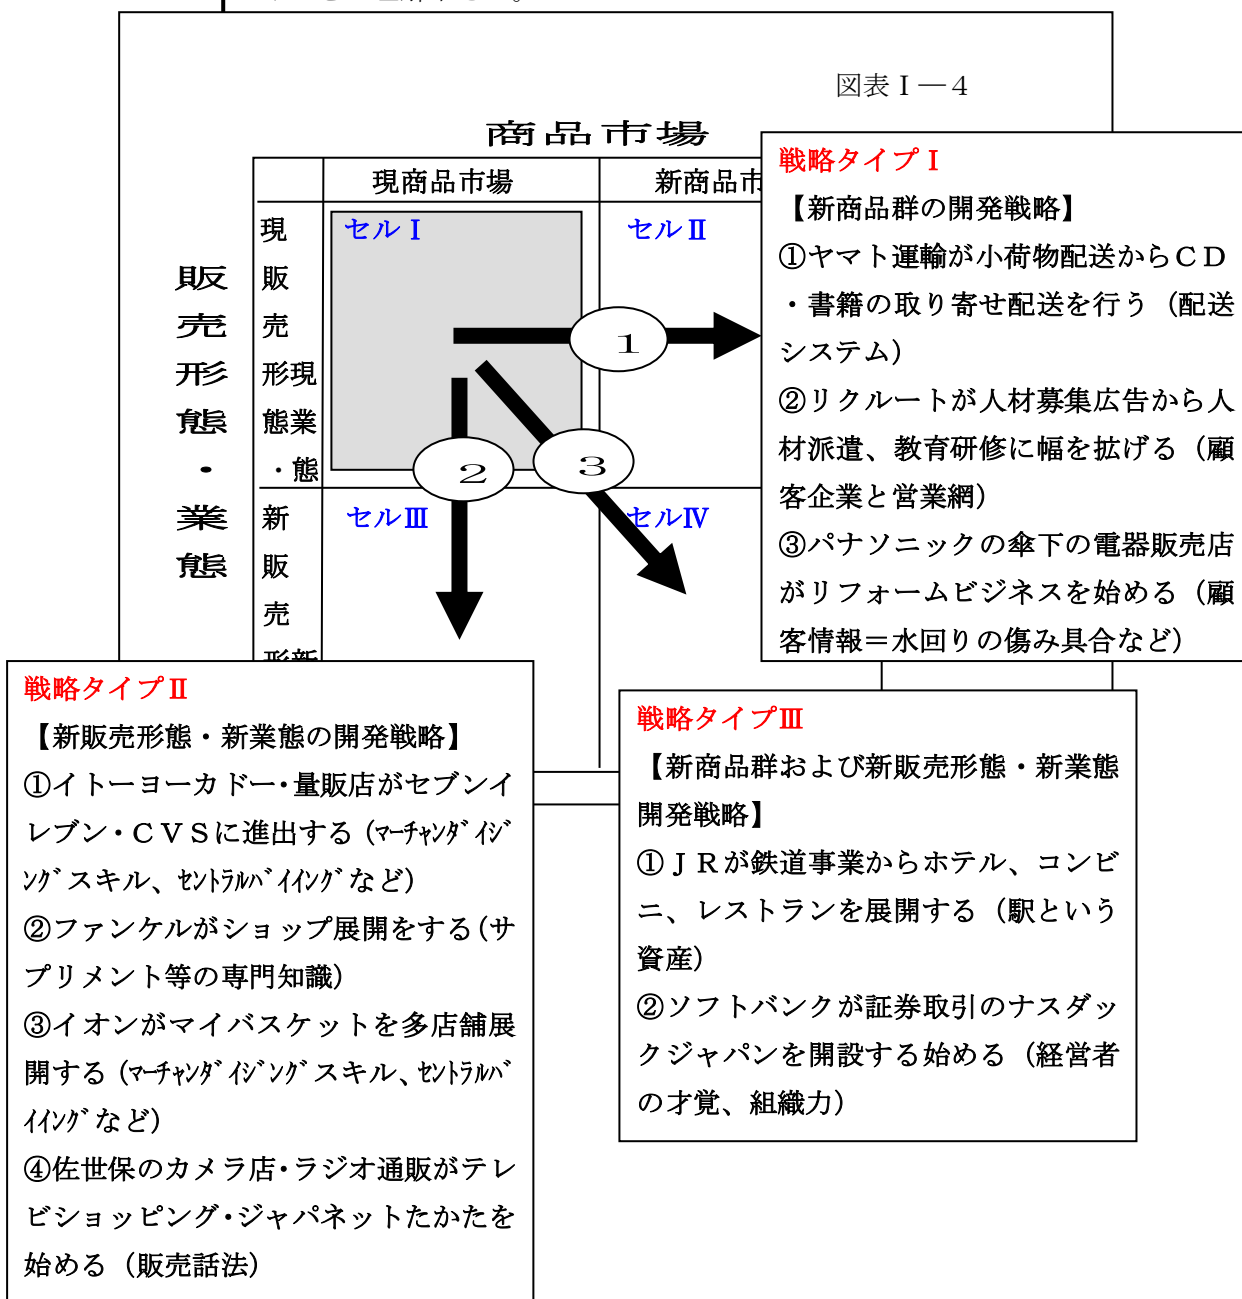 図表Ⅰ―4
商品市場
現商品市場
新商品市
販売形態・業態
現販売形態・現業態
セルⅠ
セルⅡ
1
2
3
新販売
セルⅢ
セルⅣ
戦略タイプⅠ
【新商品群の開発戦略】
①ヤマト運輸が小荷物配送からCD
・書籍の取り寄せ配送を行う（配送
システム）
②リクルートが人材募集広告から人
材派遣、教育研修に幅を拡げる（顧
客企業と営業網）
③パナソニックの傘下の電器販売店
がリフォームビジネスを始める（顧
客情報＝水回りの傷み具合など）
戦略タイプⅡ
【新販売形態・新業態の開発戦略】
①イトーヨーカドー・量販店がセブンイ
レブン・CVSに進出する（ﾏｰﾁｬﾝﾀﾞｲｼﾞ
ﾝｸﾞスキル、ｾﾝﾄﾗﾙﾊﾞｲｲﾝｸﾞなど）
②ファンケルがショップ展開をする（サ
プリメント等の専門知識）
③イオンがマイバスケットを多店舗展
開する（ﾏｰﾁｬﾝﾀﾞｲｼﾞﾝｸﾞスキル、ｾﾝﾄﾗﾙﾊﾞ
ｲｲﾝｸﾞなど）
④佐世保のカメラ店・ラジオ通販がテレ
ビショッピング・ジャパネットたかたを
始める（販売話法）
戦略タイプⅢ
【新商品群および新販売形態・新業態
開発戦略】
①ＪＲが鉄道事業からホテル、コンビ
ニ、レストランを展開する（駅という
資産）
②ソフトバンクが証券取引のナスダッ
クジャパンを開設する始める（経営者
の才覚、組織力）